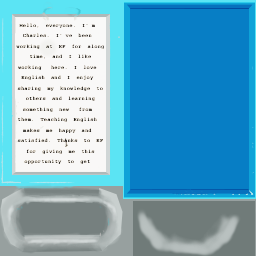 Hello, everyone. I'm
Charles. I've been
working at EF for along
time, and I like
working here. I love
English and I enjoy
sharing my knowledge to
others and learning
something new from
them. Teaching English
makes me happy and
satisfied. Thanks to EF
for giving me this
opportunity to get